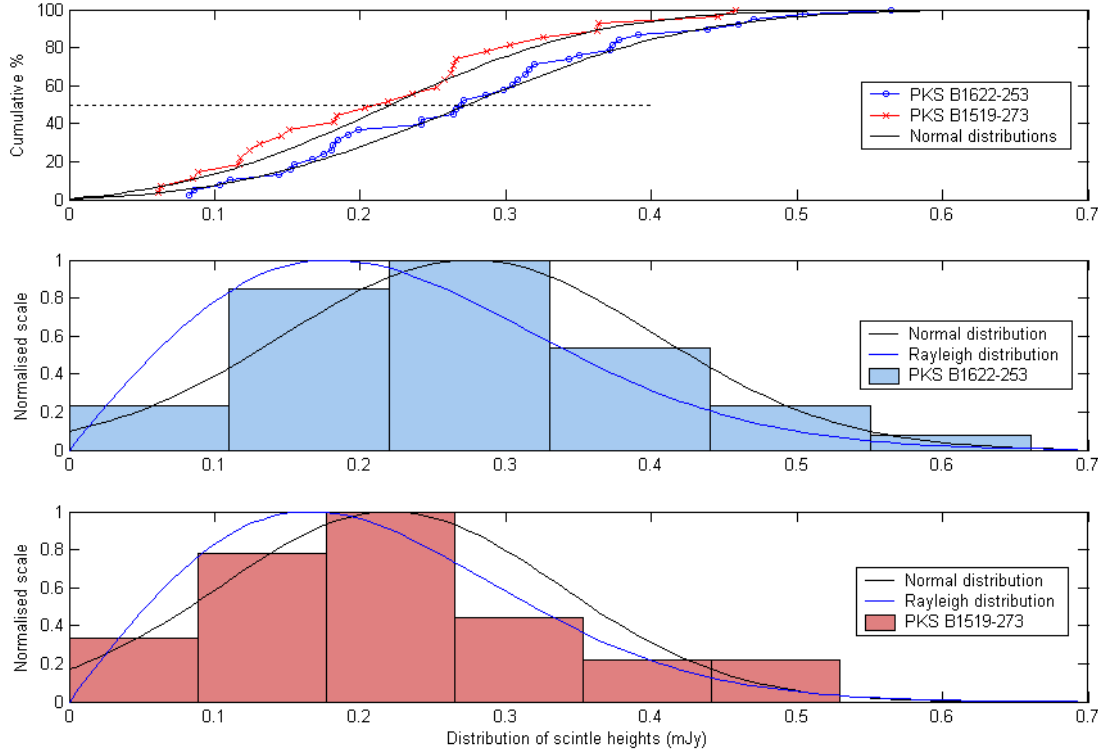 Cumulative %
100
80
60
40
20
0
0 0.1 0.2 0.3 0.4 0.5 0.6 0.7
PKS B1622-253
PKS B1519-273
Normal distributions
Normalised scale
1
0.8
0.6
0.4
0.2
0
0 0.1 0.2 0.3 0.4 0.5 0.6 0.7
Normal distribution
Rayleigh distribution
PKS B1622-253
Normalised scale
1
0.8
0.6
0.4
0.2
0
0 0.1 0.2 0.3 0.4 0.5 0.6 0.7
Normal distribution
Rayleigh distribution
PKS B1519-273
Distribution of scintle heights (mJy)